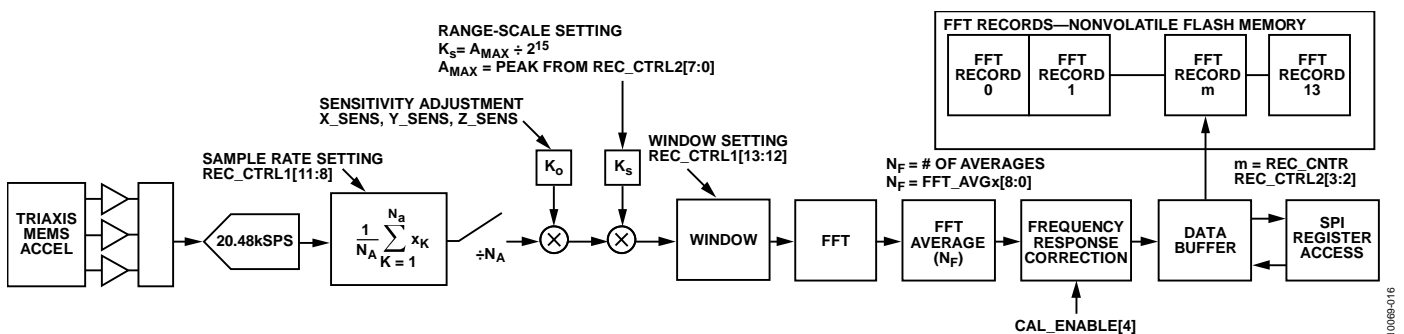 RANGE-SCALE SETTING
Ks= AMAX ÷ 2^15
AMAX = PEAK FROM REC_CTRL2[7:0]
SENSITIVITY ADJUSTMENT
X_SENS, Y_SENS, Z_SENS
SAMPLE RATE SETTING
REC_CTRL1[11:8]
WINDOW SETTING
REC_CTRL1[13:12]
FFT RECORDS—NONVOLATILE FLASH MEMORY
FFT
RECORD
0
FFT
RECORD
1
FFT
RECORD
m
FFT
RECORD
13
NF = # OF AVERAGES
NF = FFT_AVGx[8:0]
m = REC_CNTR
REC_CTRL2[3:2]
TRIAXIS
MEMS
ACCEL
20.48kSPS
1/NA Na∑K = 1 xK
÷NA
Ko
×
Ks
×
WINDOW
FFT
FFT
AVERAGE
(NF)
FREQUENCY
RESPONSE
CORRECTION
DATA
BUFFER
SPI
REGISTER
ACCESS
CAL_ENABLE[4]
10069-016